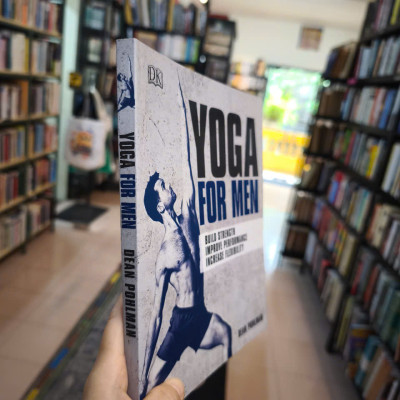 DK
YOGA
FOR MEN
BUILD STRENGTH
IMPROVE PERFORMANCE
INCREASE FLEXIBILITY
DEAN POHLMAN
YOGA FOR MEN
DEAN POHLMAN